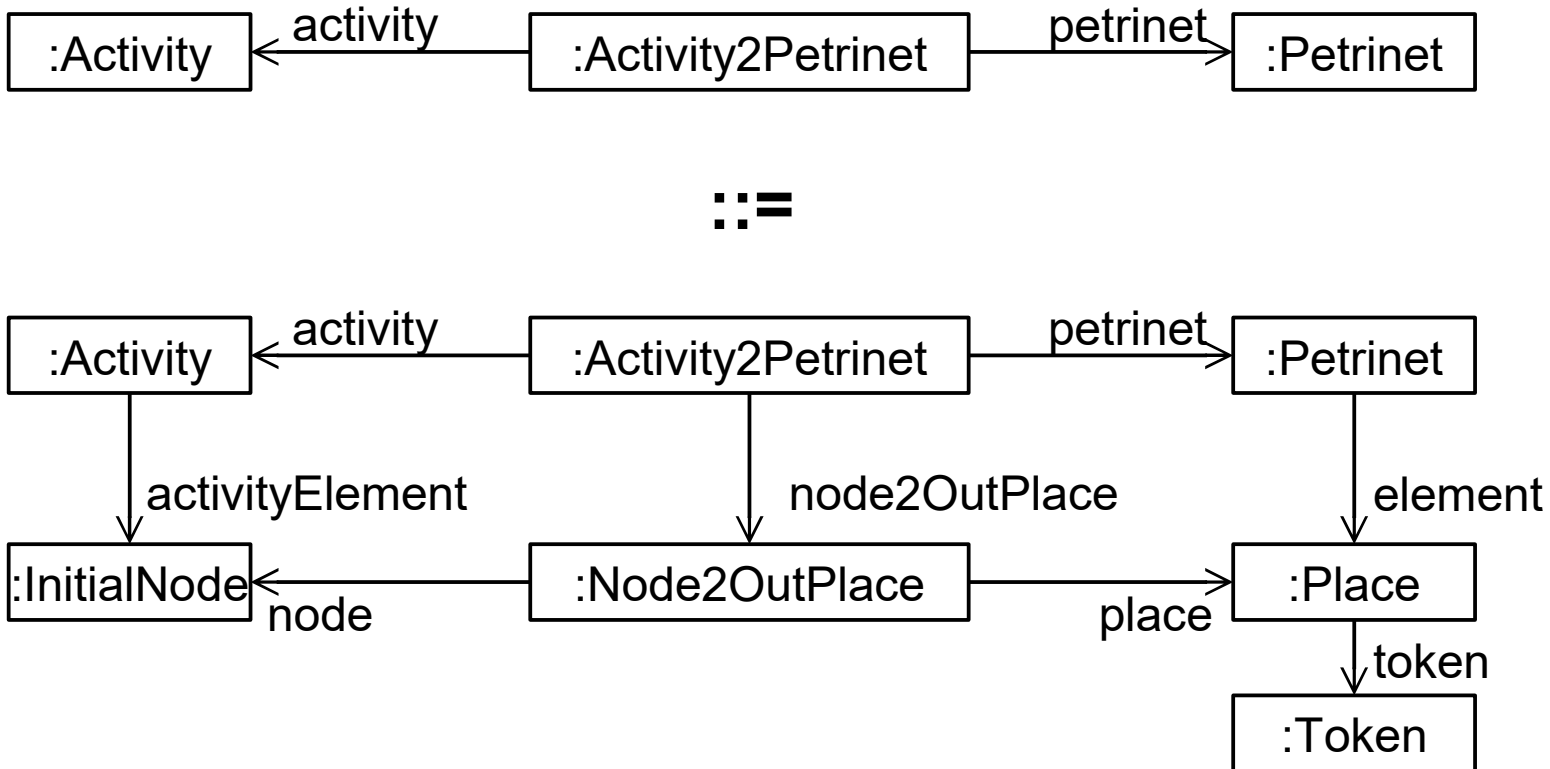 activity
petrinet
:Activity
:Activity2Petrinet
:Petrinet
::=
activity
petrinet
:Activity
:Activity2Petrinet
:Petrinet
activityElement
node2OutPlace
element
:InitialNode
:Node2OutPlace
:Place
node
place
token
:Token